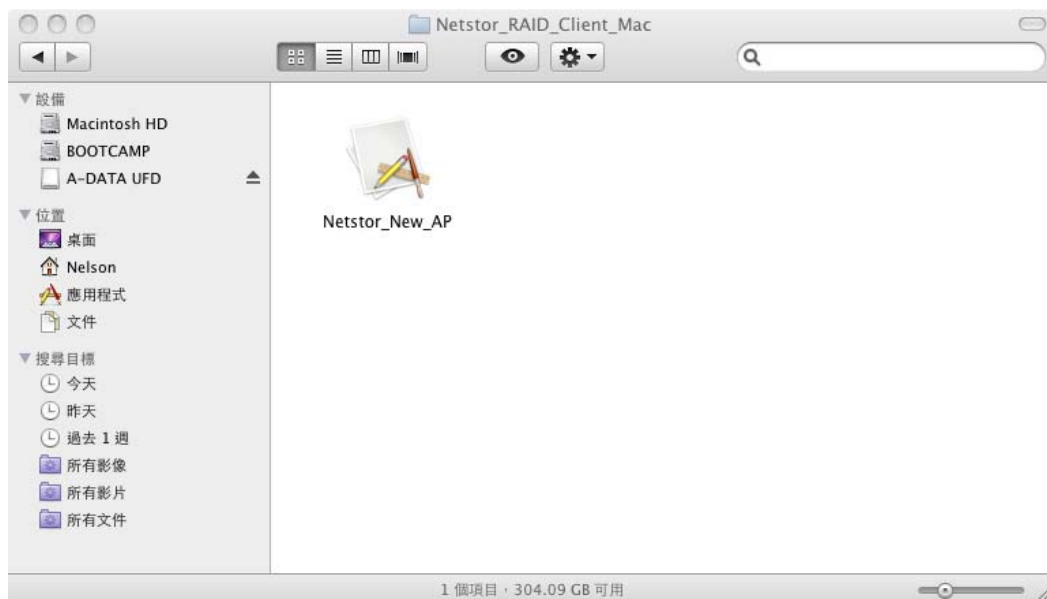 Netstor_RAID_Client_Mac
設備
Macintosh HD
BOOTCAMP
A-DATA UFD
位置
桌面
Nelson
應用程式
文件
搜尋目標
今天
昨天
過去 1 週
所有影像
所有影片
所有文件
Netstor_New_AP
1 個項目，304.09 GB 可用